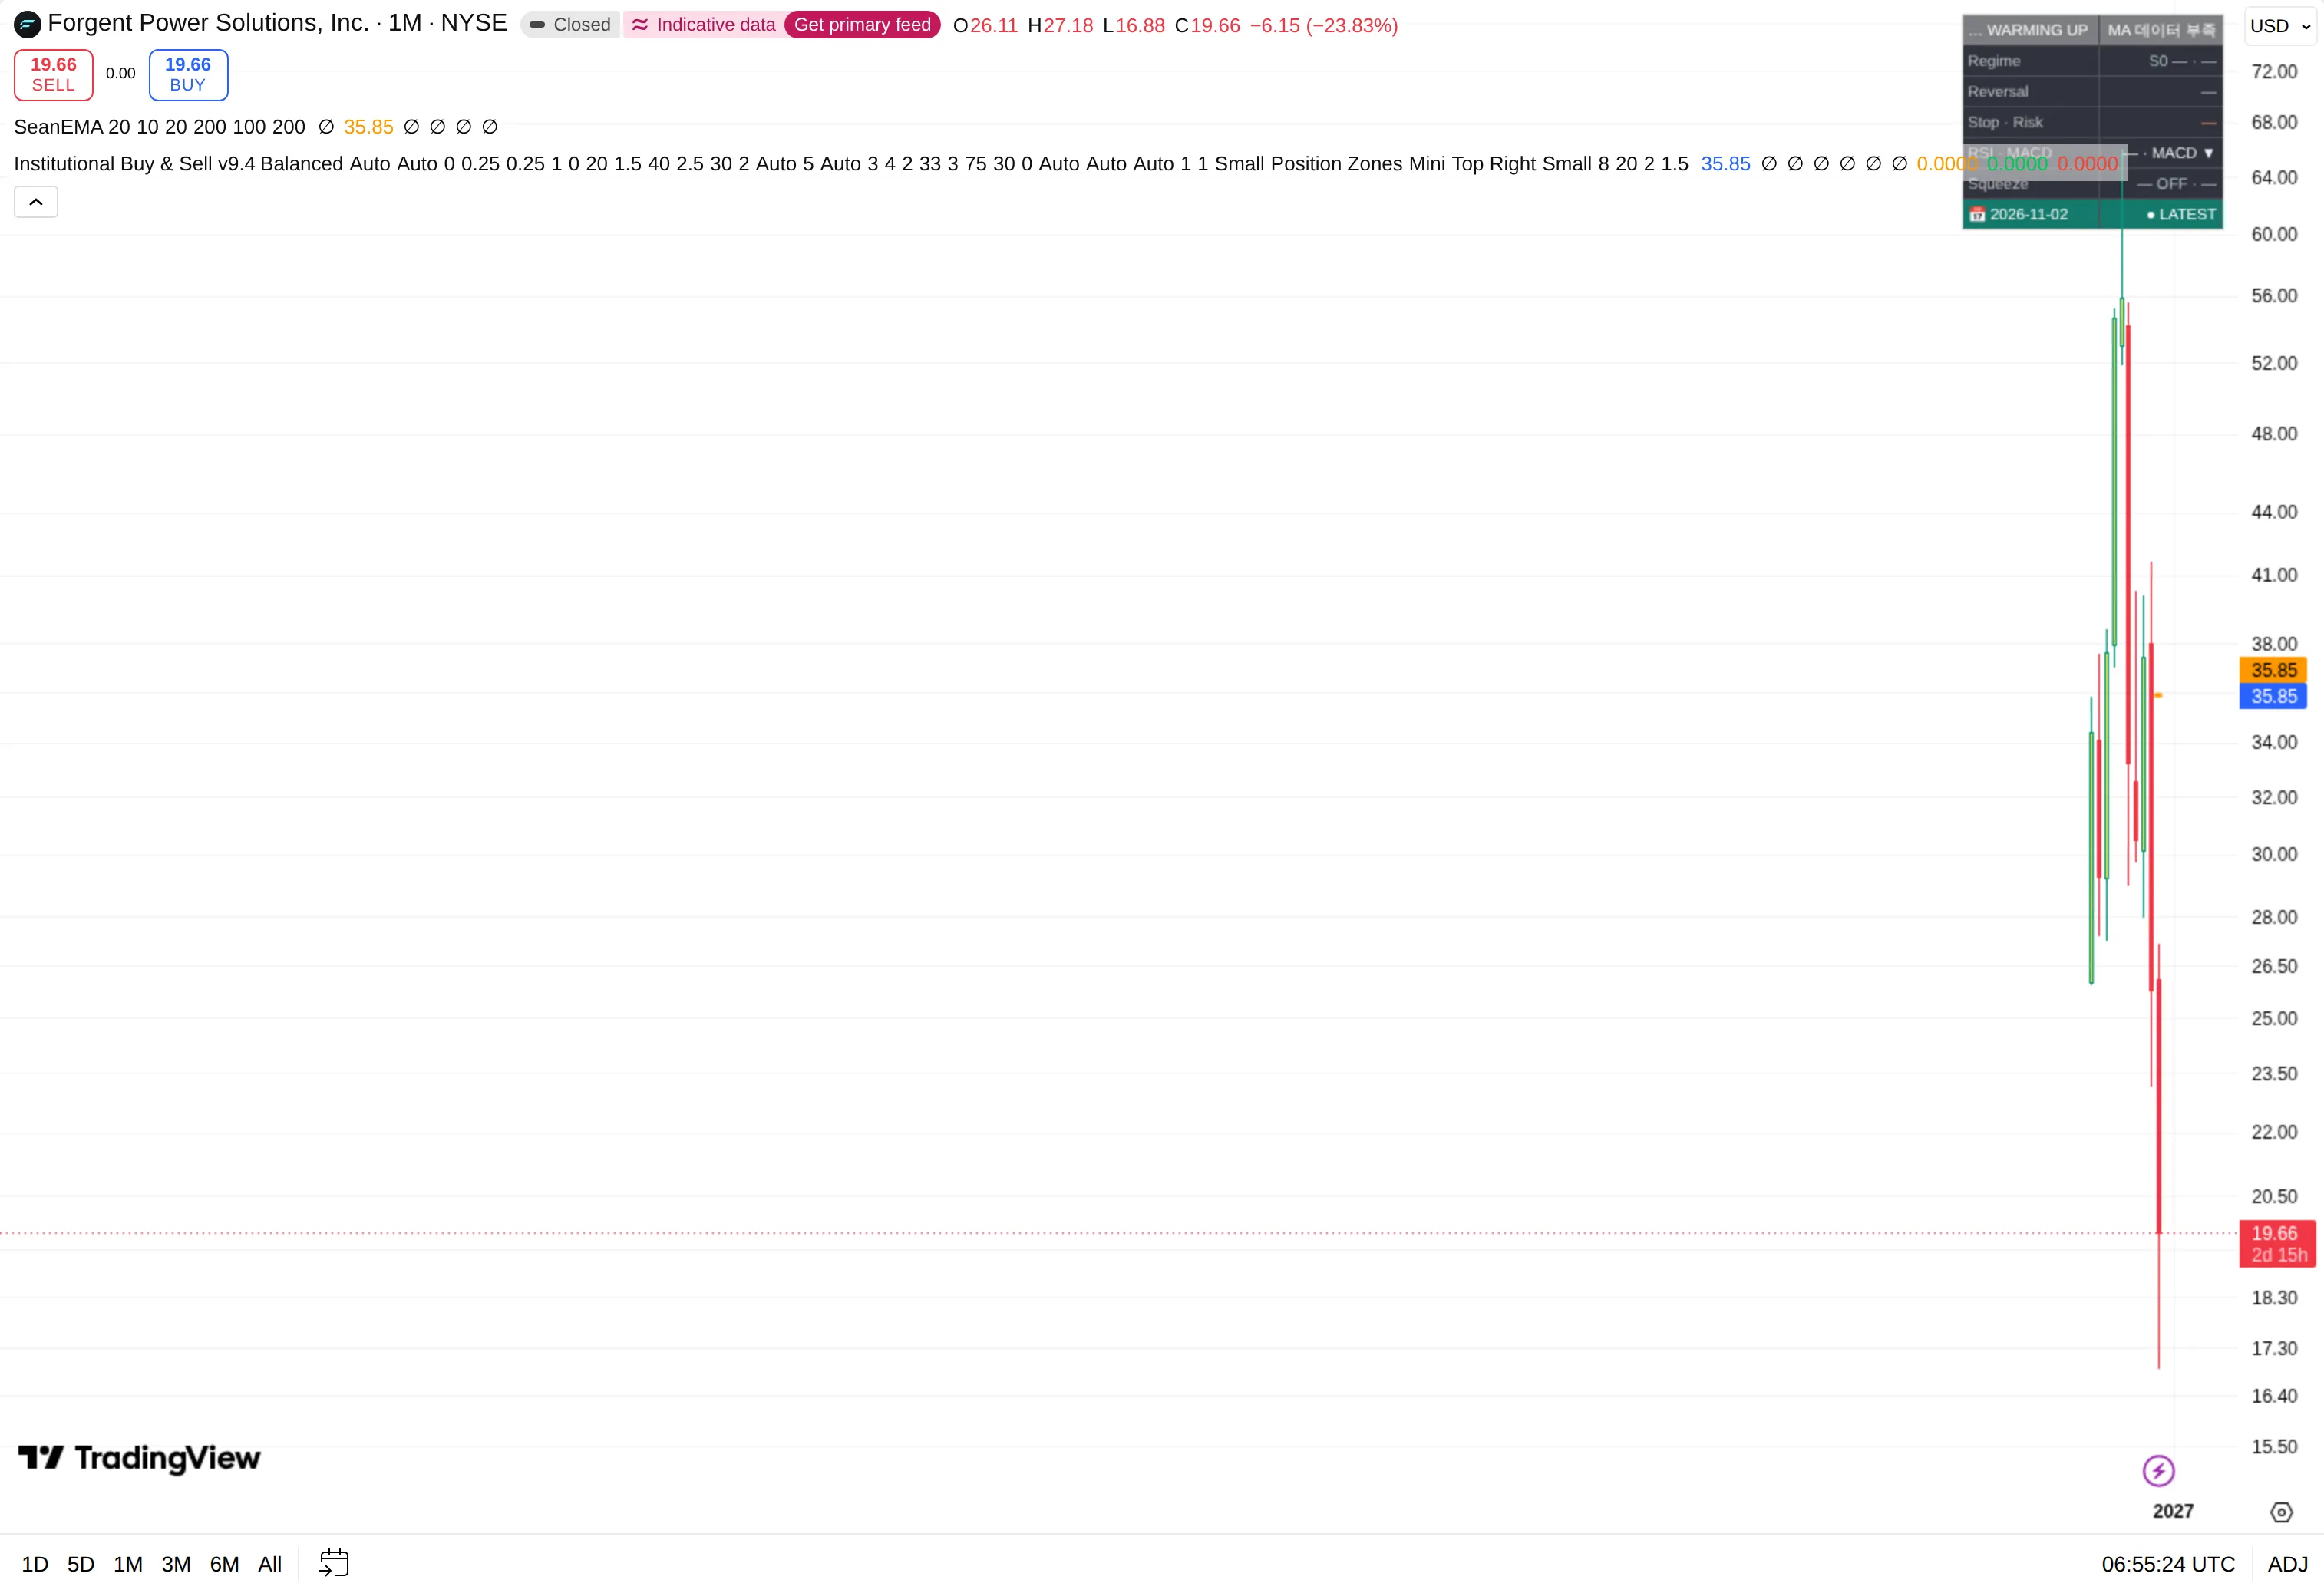 Forgent Power Solutions, Inc. · 1M · NYSE Closed Indicative data Get primary feed O26.11 H27.18 L16.88 C19.66 −6.15 (−23.83%)
19.66 SELL
0.00
19.66 BUY
SeanEMA 20 10 20 200 100 200 ∅ 35.85 ∅ ∅ ∅ ∅
Institutional Buy & Sell v9.4 Balanced Auto Auto 0 0.25 0.25 1 0 20 1.5 40 2.5 30 2 Auto 5 Auto 3 4 2 33 3 75 30 0 Auto Auto Auto 1 1 Small Position Zones Mini Top Right Small 8 20 2 1.5 35.85 ∅ ∅ ∅ ∅ ∅ ∅ 0.0000 0.0000 0.0000
... WARMING UP MA 데이터 부족
Regime S0 — · —
Reversal —
Stop · Risk —
RSI · MACD — · MACD ▼
Squeeze — OFF · —
2026-11-02 ● LATEST
USD
72.00
68.00
64.00
60.00
56.00
52.00
48.00
44.00
41.00
38.00
35.85
35.85
34.00
32.00
30.00
28.00
26.50
25.00
23.50
22.00
20.50
19.66
2d 15h
18.30
17.30
16.40
15.50
TradingView
2027
1D 5D 1M 3M 6M All
06:55:24 UTC ADJ